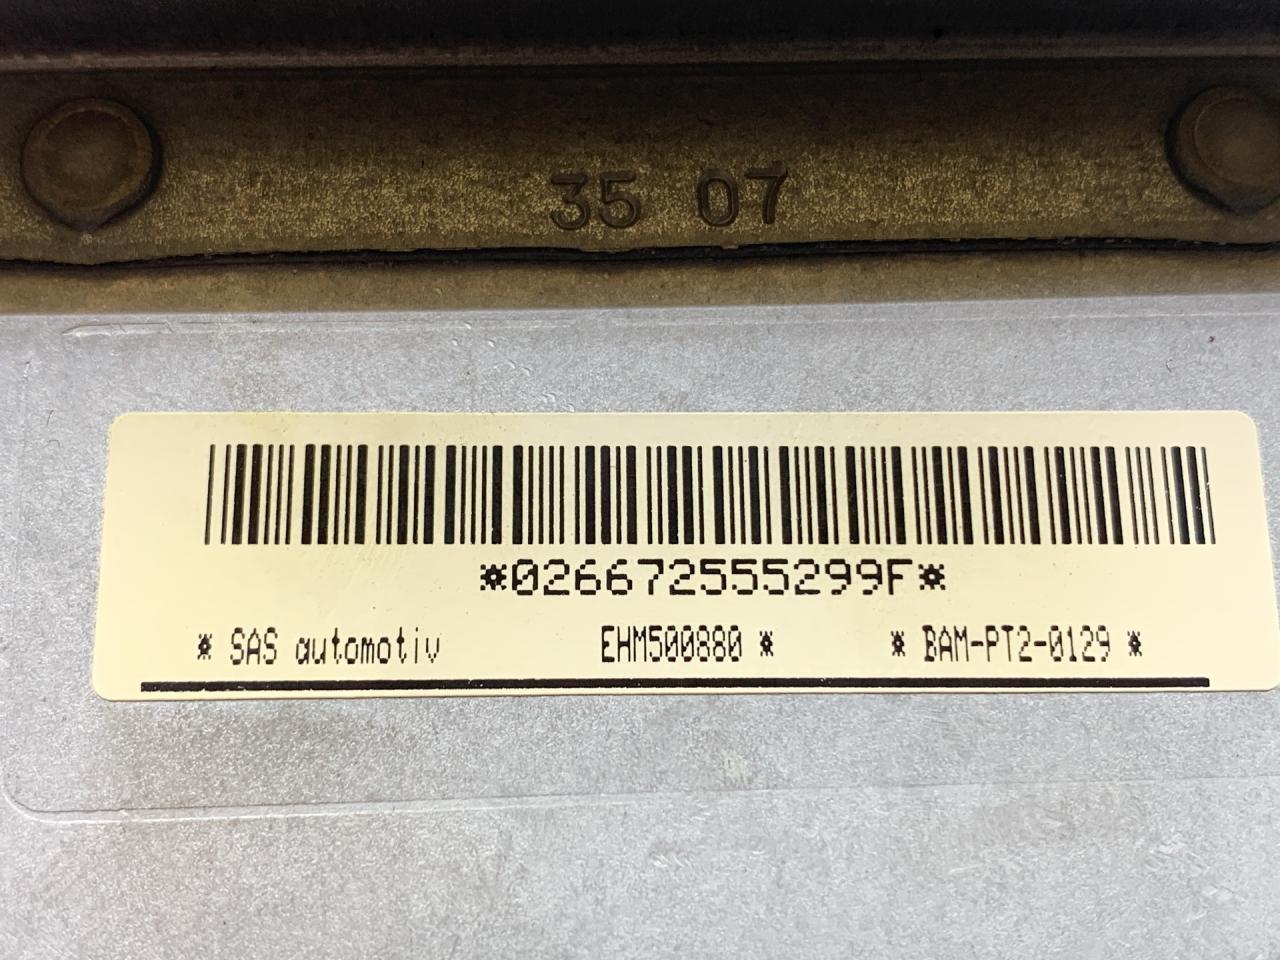 35 07
*026672555299F*
* SAS automotiv EHM500880 * * BAM-PT2-0129 *